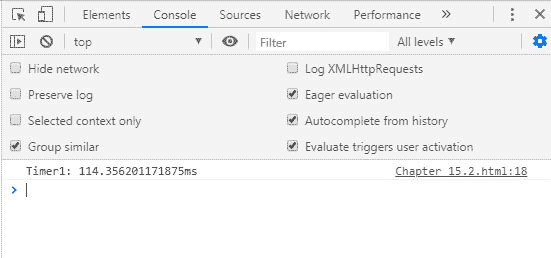 Elements Console Sources Network Performance »
top Filter All levels
Hide network Log XMLHttpRequests
Preserve log Eager evaluation
Selected context only Autocomplete from history
Group similar Evaluate triggers user activation
Timer1: 114.356201171875ms Chapter 15.2.html:18